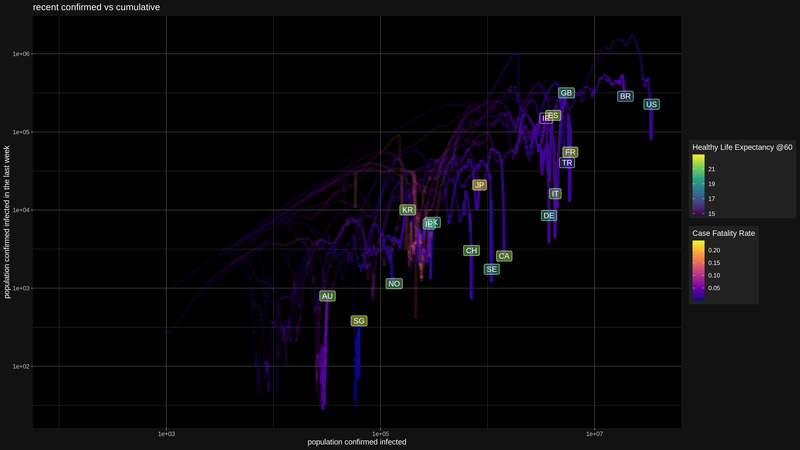 recent confirmed vs cumulative
1e+06
GB
BR
US
ES
1e+05
FR
TR
JP
IT
KR
1e+04
DE
CH
CA
SE
1e+03
NO
AU
SG
1e+02
population confirmed infected in the last week
1e+03
1e+05
1e+07
population confirmed infected
Healthy Life Expectancy @60
21
19
17
15
Case Fatality Rate
0.20
0.15
0.10
0.05